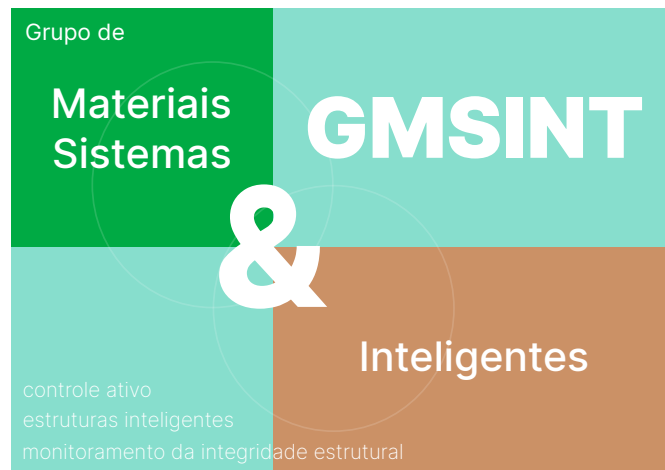 Grupo de
Materiais
Sistemas
GMSINT
&
Inteligentes
controle ativo
estruturas inteligentes
monitoramento da integridade estrutural